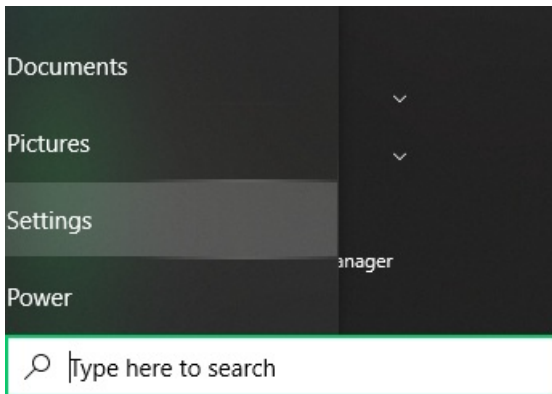 Documents
Pictures
Settings
anager
Power
Type here to search